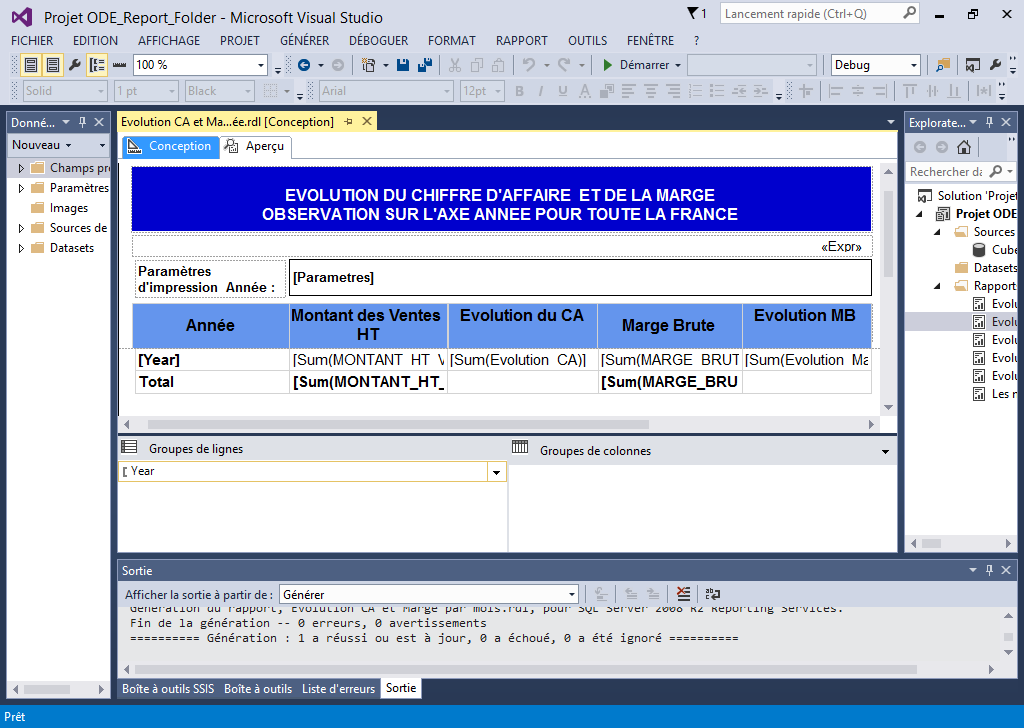 Projet ODE_Report_Folder - Microsoft Visual Studio
1
Lancement rapide (Ctrl+Q)
FICHIER EDITION AFFICHAGE PROJET GÉNÉRER DÉBOGUER FORMAT RAPPORT OUTILS FENÊTRE ?
100 % Démarrer Debug
Solid 1 pt Black Arial 12pt B I U A
Donné...
Nouveau
Champs pr
Paramètres
Images
Sources de
Datasets
Evolution CA et Ma...ée.rdl [Conception]
Conception Aperçu
EVOLUTION DU CHIFFRE D'AFFAIRE ET DE LA MARGE
OBSERVATION SUR L'AXE ANNEE POUR TOUTE LA FRANCE
«Expr»
Paramètres
d'impression Année :
[Parametres]
Année Montant des Ventes HT Evolution du CA Marge Brute Evolution MB
[Year] [Sum(MONTANT_HT_V [Sum(Evolution_CA)] [Sum(MARGE_BRUT [Sum(Evolution_Ma
Total [Sum(MONTANT_HT_ [Sum(MARGE_BRU
Groupes de lignes
Groupes de colonnes
[ Year
Explorate...
Rechercher da
Solution 'Projet
Projet ODE
Sources
Cube
Datasets
Rapport
Evolu
Evolu
Evolu
Evolu
Evolu
Les n
Sortie
Afficher la sortie à partir de : Générer
Génération du rapport, Evolution CA et Marge par mois.rdl, pour SQL Server 2008 R2 Reporting Services.
Fin de la génération -- 0 erreurs, 0 avertissements
========== Génération : 1 a réussi ou est à jour, 0 a échoué, 0 a été ignoré ==========
Boîte à outils SSIS Boîte à outils Liste d'erreurs Sortie
Prêt